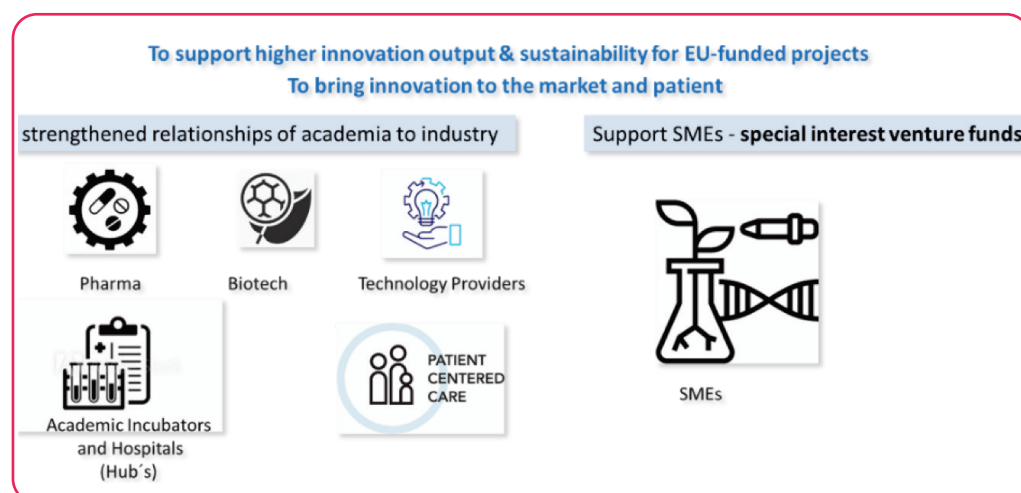 To support higher innovation output & sustainability for EU-funded projects
To bring innovation to the market and patient
strengthened relationships of academia to industry
Support SMEs - special interest venture funds
Pharma
Biotech
Technology Providers
PATIENT
CENTERED
CARE
Academic Incubators
and Hospitals
(Hub´s)
SMEs